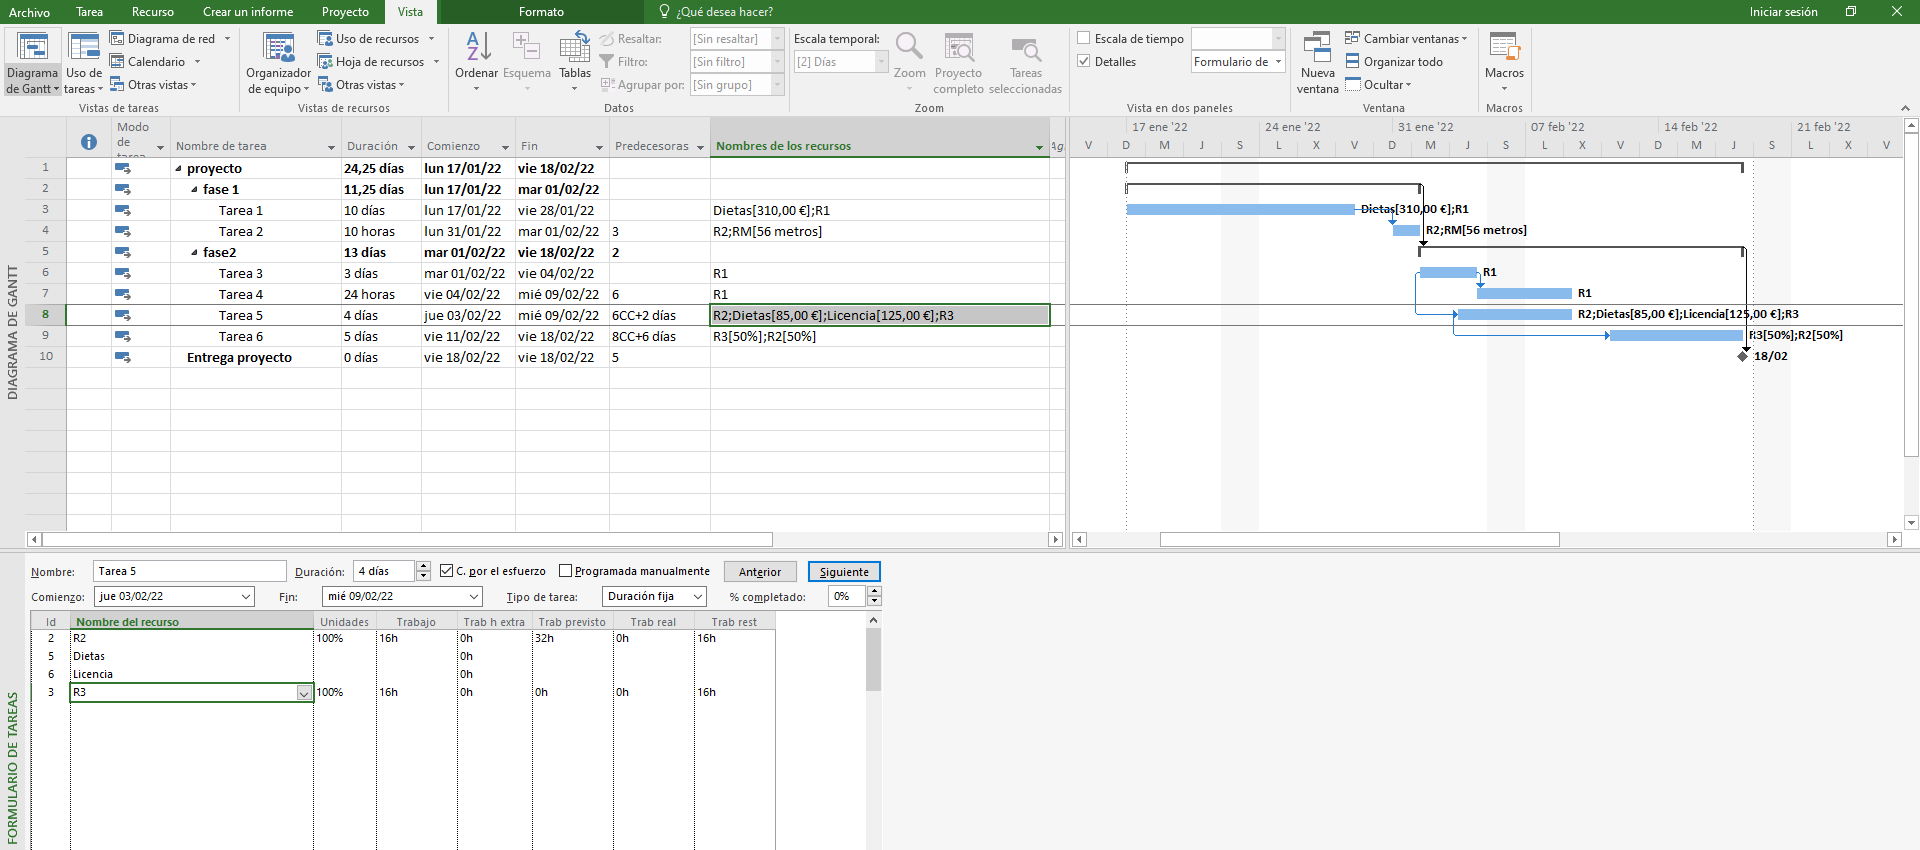 Archivo Tarea Recurso Crear un informe Proyecto Vista Formato ¿Qué desea hacer? Iniciar sesión
Diagrama de Gantt
Uso de tareas
Diagrama de red
Calendario
Otras vistas
Vistas de tareas
Organizador de equipo
Uso de recursos
Hoja de recursos
Otras vistas
Vistas de recursos
Ordenar
Esquema
Tablas
Resaltar: [Sin resaltar]
Filtro: [Sin filtro]
Agrupar por: [Sin grupo]
Datos
Escala temporal:
[2] Días
Zoom
Proyecto completo
Tareas seleccionadas
Zoom
Escala de tiempo
Detalles Formulario de
Vista en dos paneles
Nueva ventana
Cambiar ventanas
Organizar todo
Ocultar
Ventana
Macros
Macros
DIAGRAMA DE GANTT
Modo de tarea Nombre de tarea Duración Comienzo Fin Predecesoras Nombres de los recursos
17 ene '22 24 ene '22 31 ene '22 07 feb '22 14 feb '22 21 feb '22
V D M J S L X V D M J S L X V D M J S L X V
1 proyecto 24,25 días lun 17/01/22 vie 18/02/22
2 fase 1 11,25 días lun 17/01/22 mar 01/02/22
3 Tarea 1 10 días lun 17/01/22 vie 28/01/22 Dietas[310,00 €];R1
4 Tarea 2 10 horas lun 31/01/22 mar 01/02/22 3 R2;RM[56 metros]
5 fase2 13 días mar 01/02/22 vie 18/02/22 2
6 Tarea 3 3 días mar 01/02/22 vie 04/02/22 R1
7 Tarea 4 24 horas vie 04/02/22 mié 09/02/22 6 R1
8 Tarea 5 4 días jue 03/02/22 mié 09/02/22 6CC+2 días R2;Dietas[85,00 €];Licencia[125,00 €];R3
9 Tarea 6 5 días vie 11/02/22 vie 18/02/22 8CC+6 días R3[50%];R2[50%]
10 Entrega proyecto 0 días vie 18/02/22 vie 18/02/22 5
Dietas[310,00 €];R1
R2;RM[56 metros]
R1
R1
R2;Dietas[85,00 €];Licencia[125,00 €];R3
R3[50%];R2[50%]
18/02
FORMULARIO DE TAREAS
Nombre: Tarea 5 Duración: 4 días C. por el esfuerzo Programada manualmente Anterior Siguiente
Comienzo: jue 03/02/22 Fin: mié 09/02/22 Tipo de tarea: Duración fija % completado: 0%
Id Nombre del recurso Unidades Trabajo Trab h extra Trab previsto Trab real Trab rest
2 R2 100% 16h 0h 32h 0h 16h
5 Dietas 0h
6 Licencia 0h
3 R3 100% 16h 0h 0h 0h 16h